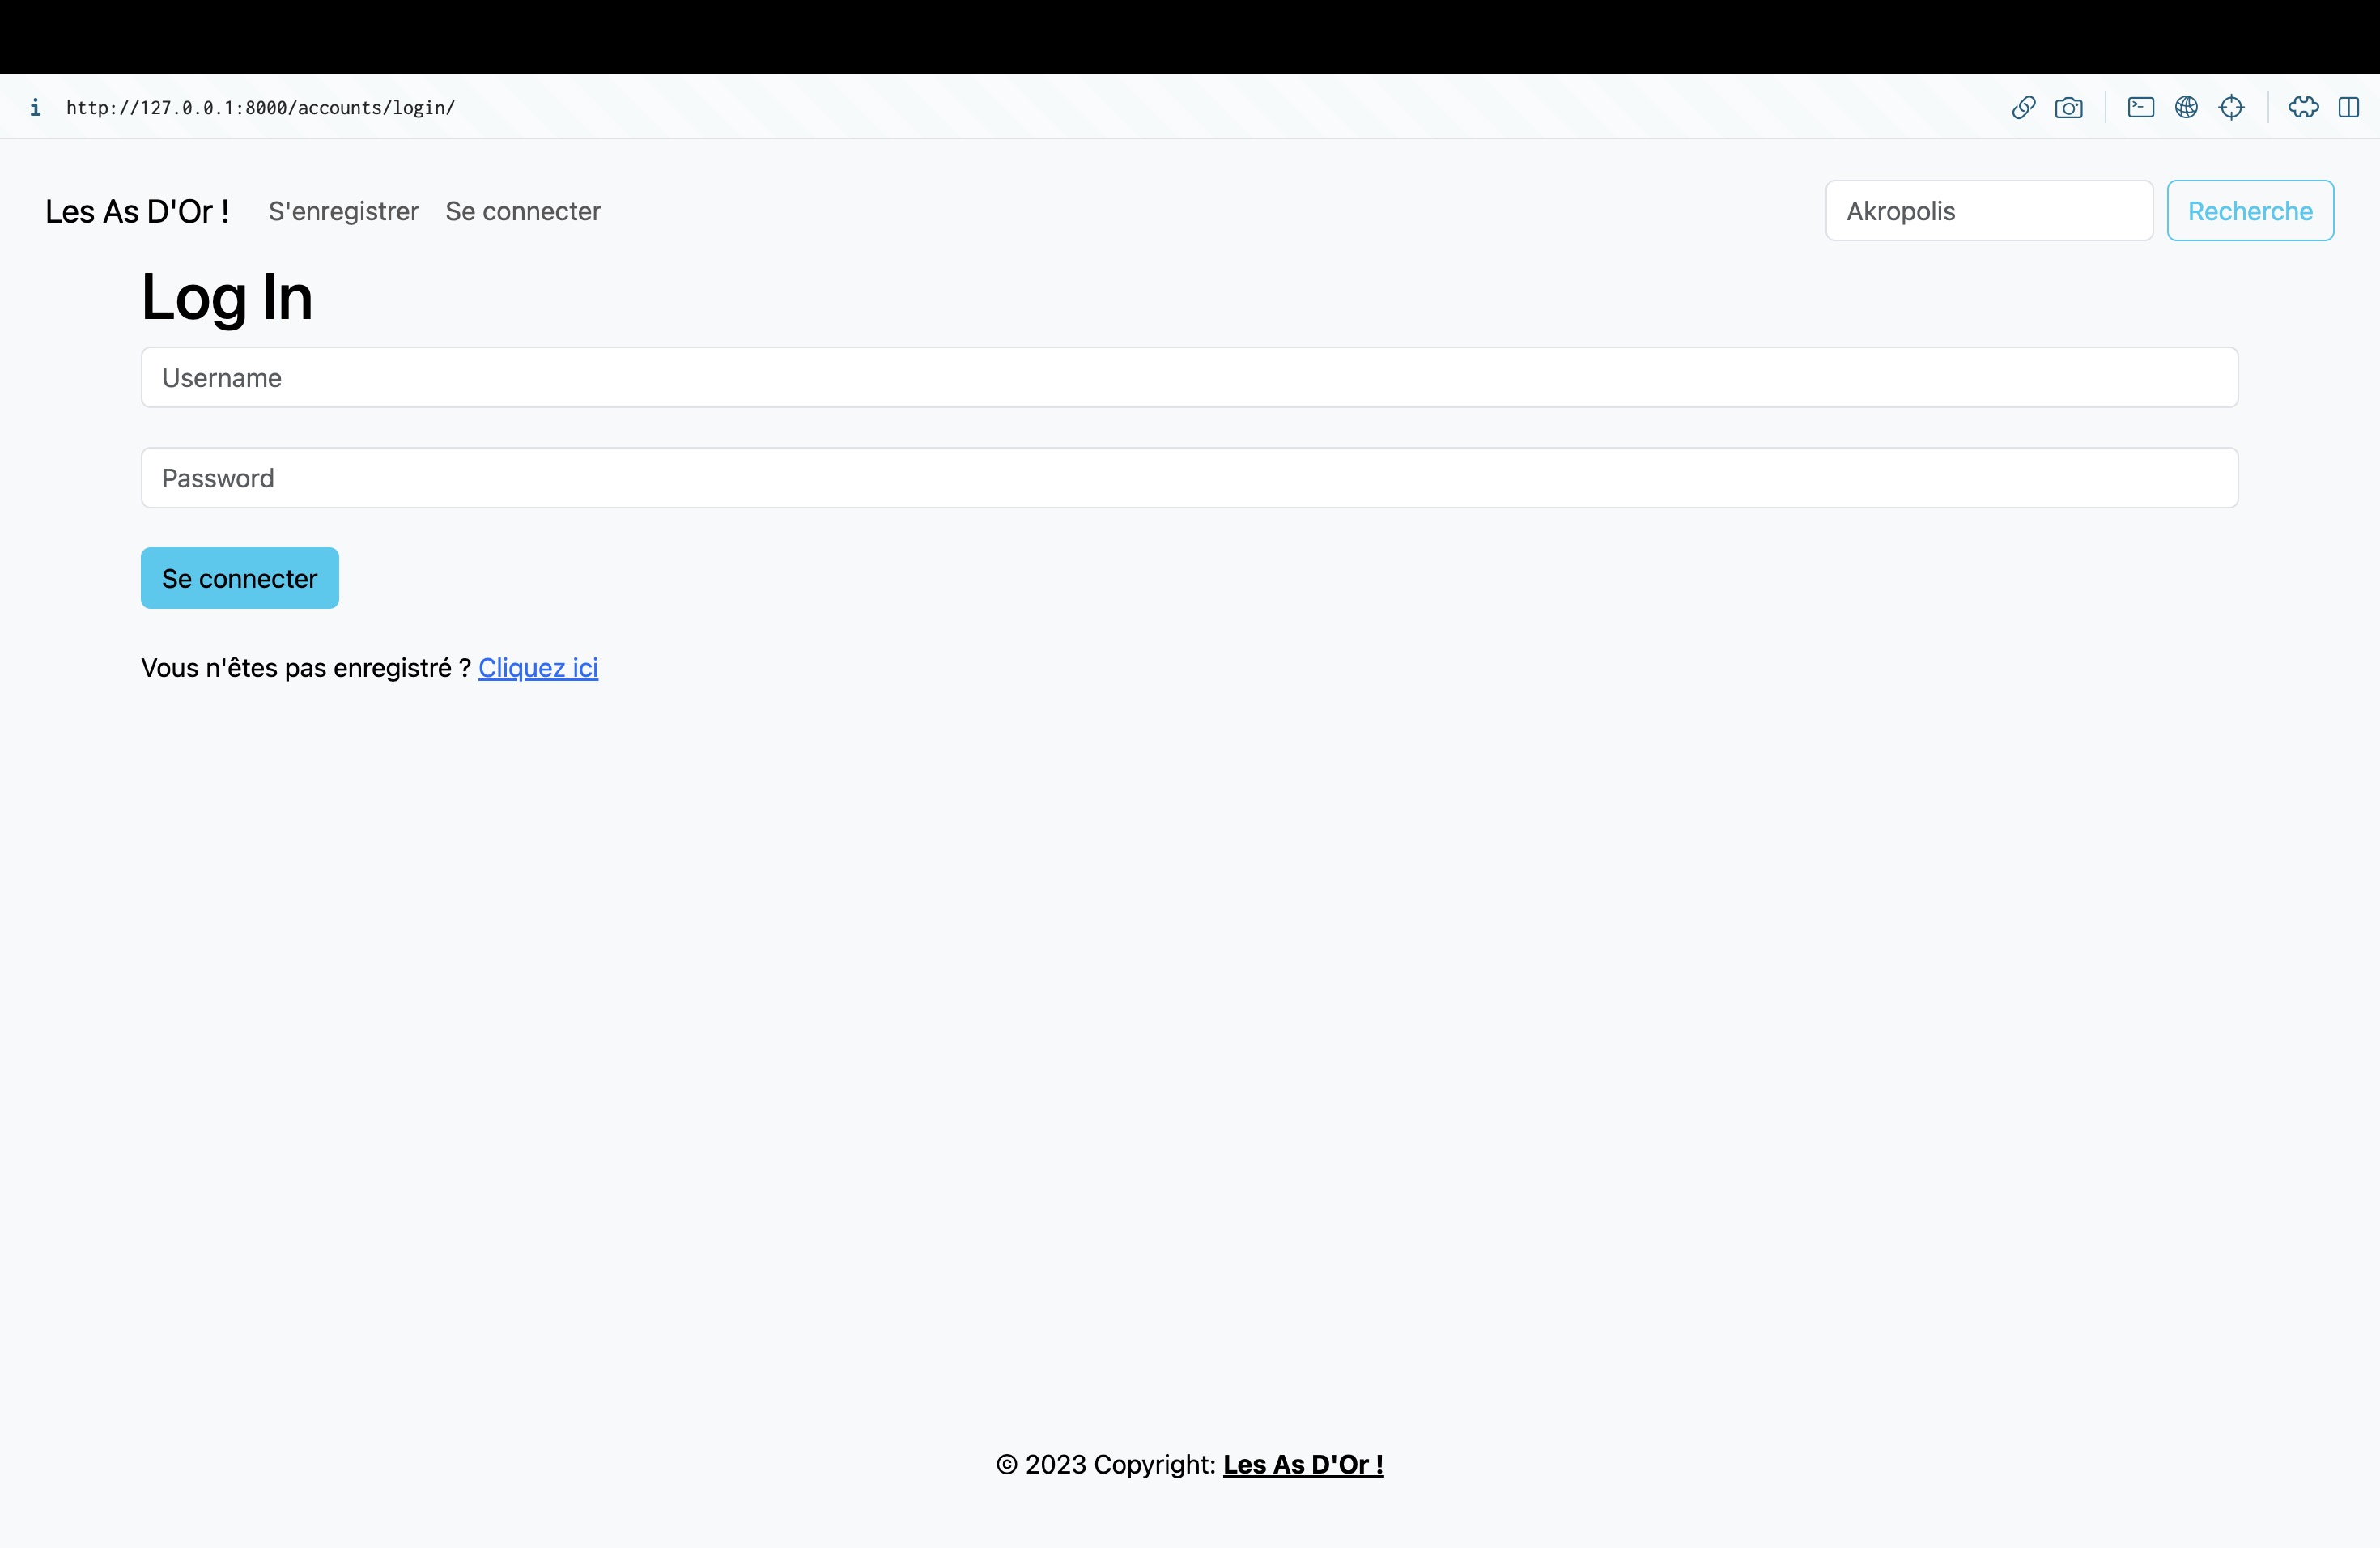 http://127.0.0.1:8000/accounts/login/
Les As D'Or ! S'enregistrer Se connecter Akropolis Recherche
Log In
Username
Password
Se connecter
Vous n'êtes pas enregistré ? Cliquez ici
© 2023 Copyright: Les As D'Or !